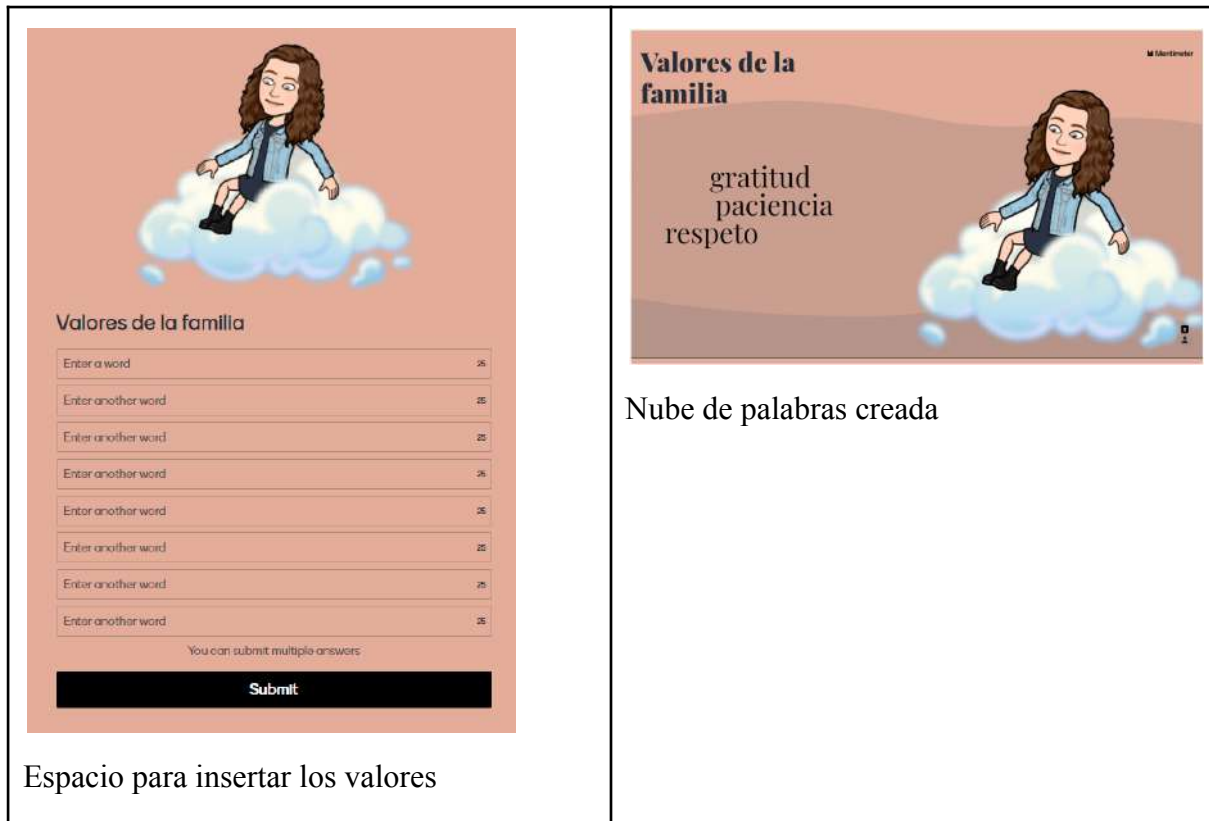 Valores de la familia
Enter a word 25
Enter another word 25
Enter another word 25
Enter another word 25
Enter another word 25
Enter another word 25
Enter another word 25
Enter another word 25
You can submit multiple answers
Submit
Espacio para insertar los valores
Valores de la
familia
Mentimeter
gratitud
paciencia
respeto
Nube de palabras creada